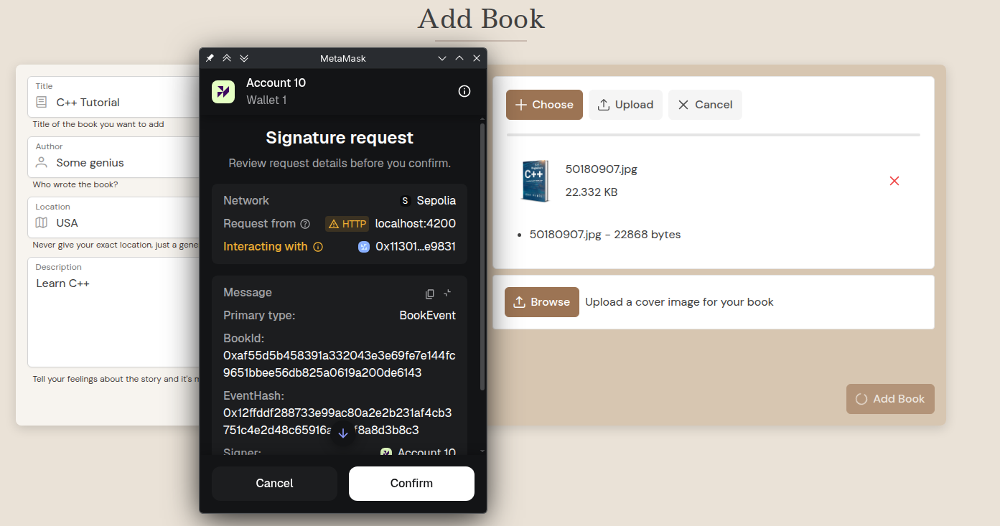 Add Book
Title
C++ Tutorial
Title of the book you want to add
Author
Some genius
Who wrote the book?
Location
USA
Never give your exact location, just a gene
Description
Learn C++
Tell your feelings about the story and it's m
MetaMask
Account 10
Wallet 1
Signature request
Review request details before you confirm.
Network S Sepolia
Request from HTTP localhost:4200
Interacting with 0x11301...e9831
Message
Primary type: BookEvent
BookId:
0xaf55d5b458391a332043e3e69fe7e144fc
9651bbee56db825a0619a200de6143
EventHash:
0x12ffddf288733e99ac80a2e2b231af4cb3
751c4e2d48c65916a f8a8d3b8c3
Signer: Account 10
Cancel Confirm
Choose Upload Cancel
C++
50180907.jpg
22.332 KB
50180907.jpg - 22868 bytes
Browse Upload a cover image for your book
Add Book